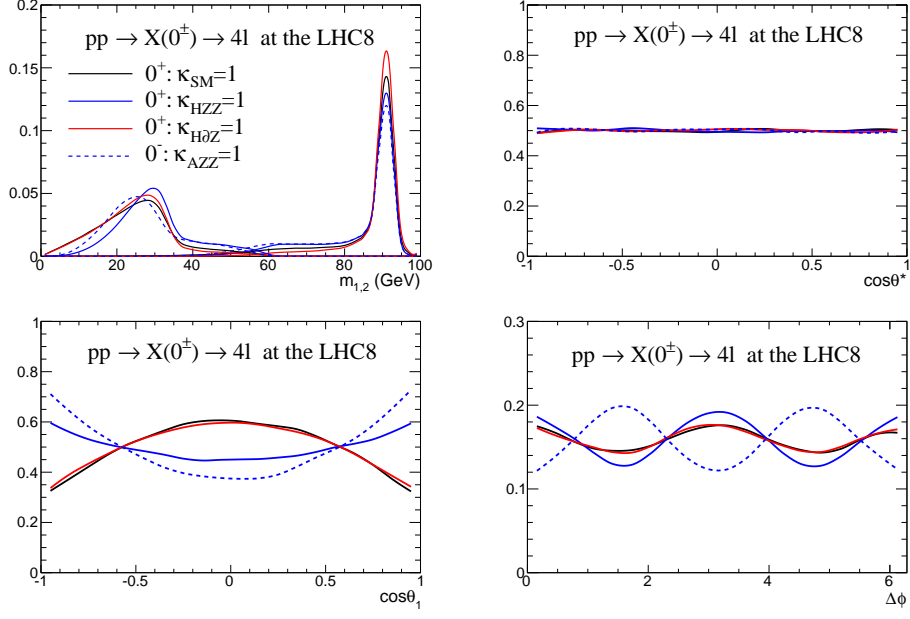 pp → X(0±) → 4l at the LHC8
0+: κSM=1
0+: κHZZ=1
0+: κH∂Z=1
0-: κAZZ=1
0.2
0.15
0.1
0.05
0
0 20 40 60 80 100
m1,2 (GeV)
pp → X(0±) → 4l at the LHC8
1
0.8
0.6
0.4
0.2
0
-1 -0.5 0 0.5 1
cosθ*
pp → X(0±) → 4l at the LHC8
1
0.8
0.6
0.4
0.2
0
-1 -0.5 0 0.5 1
cosθ1
pp → X(0±) → 4l at the LHC8
0.3
0.2
0.1
0
0 2 4 6
Δϕ